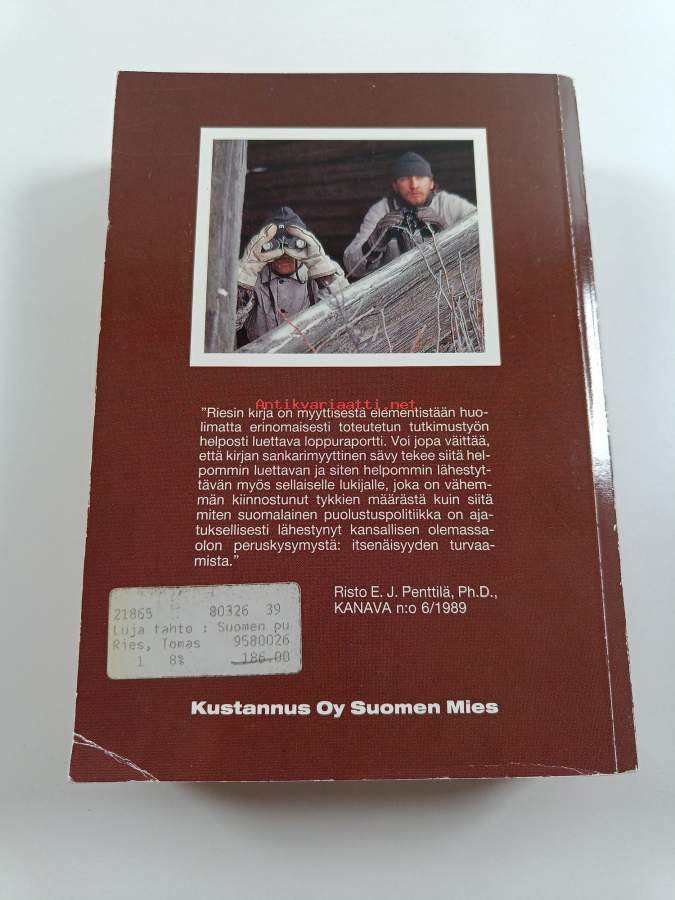 Antikvariaatti.net
"Riesin kirja on myyttisestä elementistään huo-
limatta erinomaisesti toteutetun tutkimustyön
helposti luettava loppuraportti. Voi jopa väittää,
että kirjan sankarimyyttinen sävy tekee siitä hel-
pommin luettavan ja siten helpommin lähestyt-
tävän myös sellaiselle lukijalle, joka on vähem-
män kiinnostunut tykkien määrästä kuin siitä
miten suomalainen puolustuspolitiikka on aja-
tuksellisesti lähestynyt kansallisen olemassa-
olon peruskysymystä: itsenäisyyden turvaa-
mista."
Risto E. J. Penttilä, Ph.D.,
KANAVA n:o 6/1989
21865 80326 39
Luja tahto : Suomen pu
Ries, Tomas 9580026
1 8% 186.00
Kustannus Oy Suomen Mies